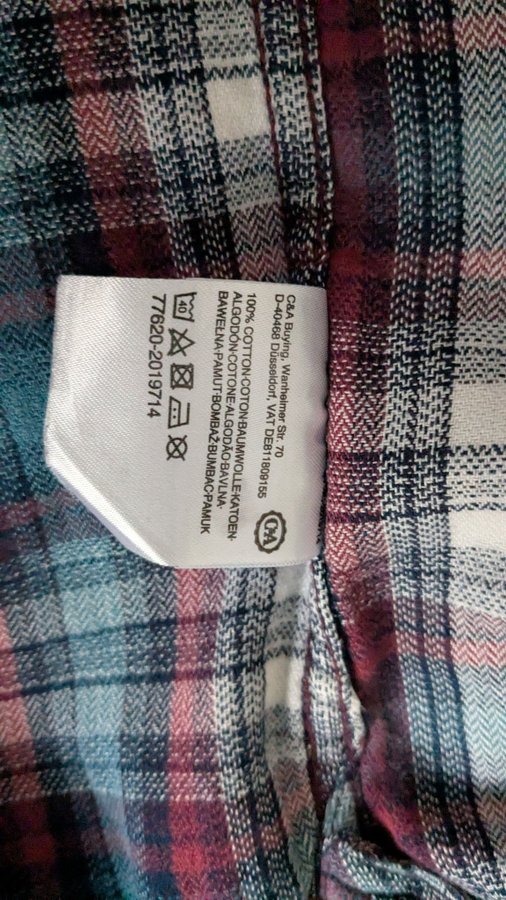 C&A
C&A Buying, Wanheimer Str. 70
D-40468 Düsseldorf, VAT DE811809155
100% COTTON·COTON·BAUMWOLLE·KATOEN·
ALGODÓN·COTONE·ALGODÃO·BAVLNA·
BAWEŁNA·PAMUT·BOMBAŽ·BUMBAC·PAMUK
40
77620-2019714